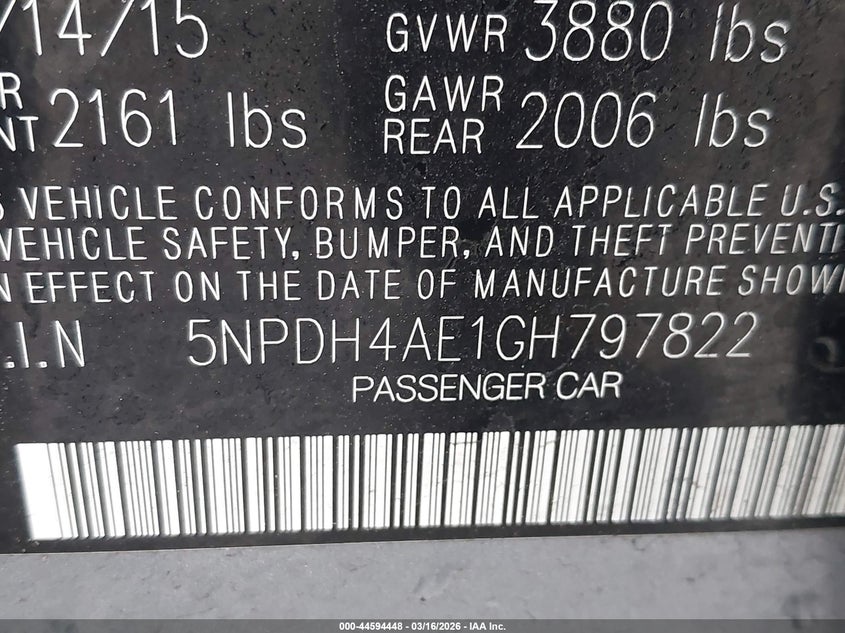 /14/15 GVWR 3880 lbs
R GAWR
NT 2161 lbs REAR 2006 lbs
S VEHICLE CONFORMS TO ALL APPLICABLE U.S.
VEHICLE SAFETY, BUMPER, AND THEFT PREVENTI
N EFFECT ON THE DATE OF MANUFACTURE SHOW
.I.N 5NPDH4AE1GH797822
PASSENGER CAR
000-44594448 - 03/16/2026 - IAA Inc.